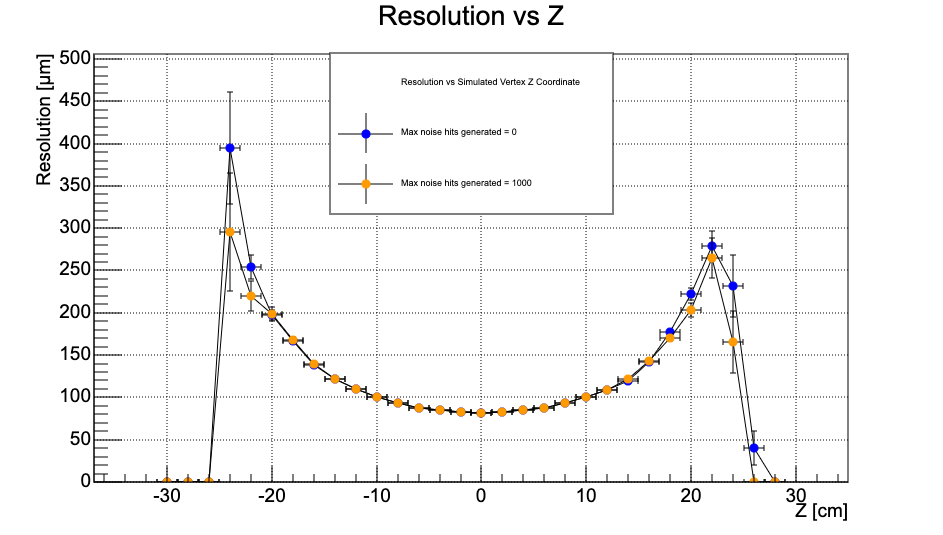 Resolution vs Z
Resolution [µm]
500
450
400
350
300
250
200
150
100
50
0
Resolution vs Simulated Vertex Z Coordinate
Max noise hits generated = 0
Max noise hits generated = 1000
-30 -20 -10 0 10 20 30
Z [cm]